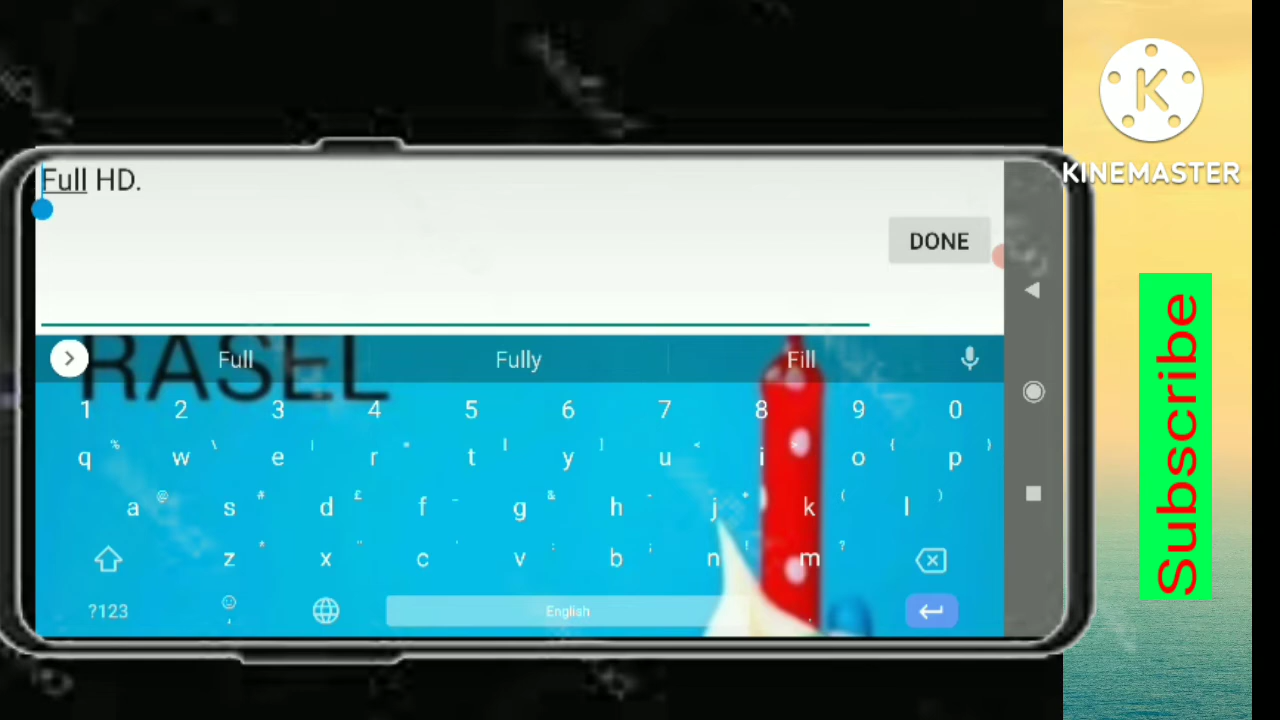 Full HD.
DONE
RASEL
Full Fully Fill
1 2 3 4 5 6 7 8 9 0
q w e r t y u i o p
a s d f g h j k l
z x c v b n m
?123 , English .
K
KINEMASTER
Subscribe